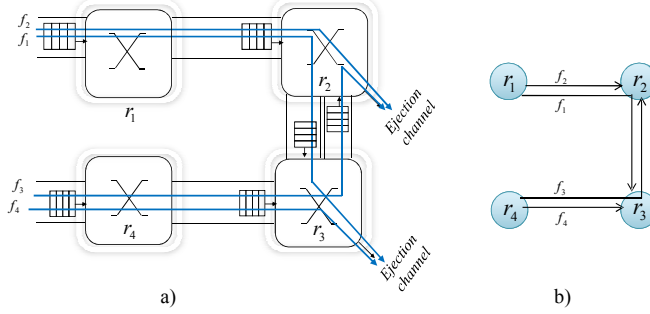 f2
f1
r1
r2
Ejection channel
f3
f4
r4
r3
Ejection channel
a)
r1
f2
f1
r2
r4
f3
f4
r3
b)